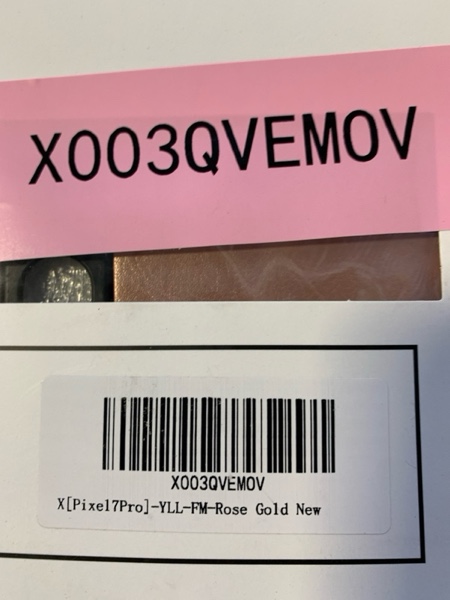 X003QVEMOV
X003QVEMOV
X[Pixel7Pro]-YLL-FM-Rose Gold New